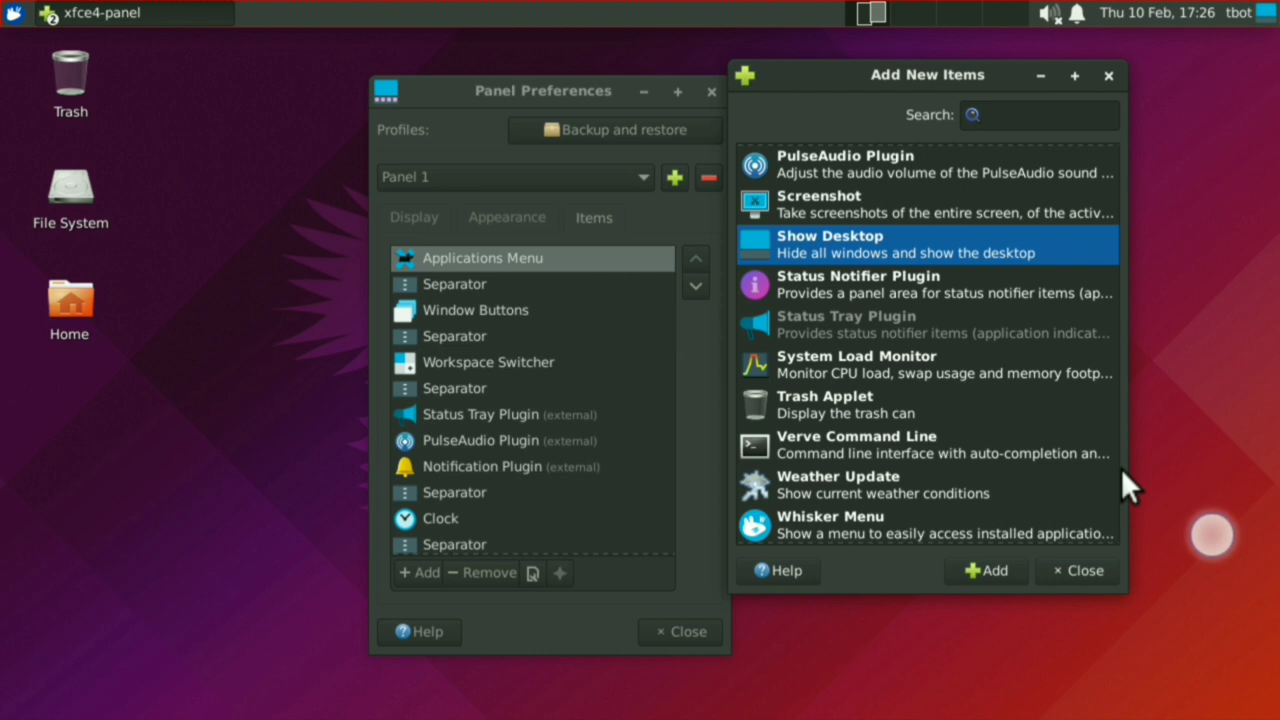 2 xfce4-panel
Thu 10 Feb, 17:26 tbot
Trash
File System
Home
Panel Preferences
Profiles:
Backup and restore
Panel 1
Display Appearance Items
Applications Menu
Separator
Window Buttons
Separator
Workspace Switcher
Separator
Status Tray Plugin (external)
PulseAudio Plugin (external)
Notification Plugin (external)
Separator
Clock
Separator
+ Add − Remove
Help
× Close
Add New Items
Search:
PulseAudio Plugin
Adjust the audio volume of the PulseAudio sound ...
Screenshot
Take screenshots of the entire screen, of the activ...
Show Desktop
Hide all windows and show the desktop
Status Notifier Plugin
Provides a panel area for status notifier items (ap...
Status Tray Plugin
Provides status notifier items (application indicat...
System Load Monitor
Monitor CPU load, swap usage and memory footp...
Trash Applet
Display the trash can
Verve Command Line
Command line interface with auto-completion an...
Weather Update
Show current weather conditions
Whisker Menu
Show a menu to easily access installed applicatio...
Help
Add
× Close